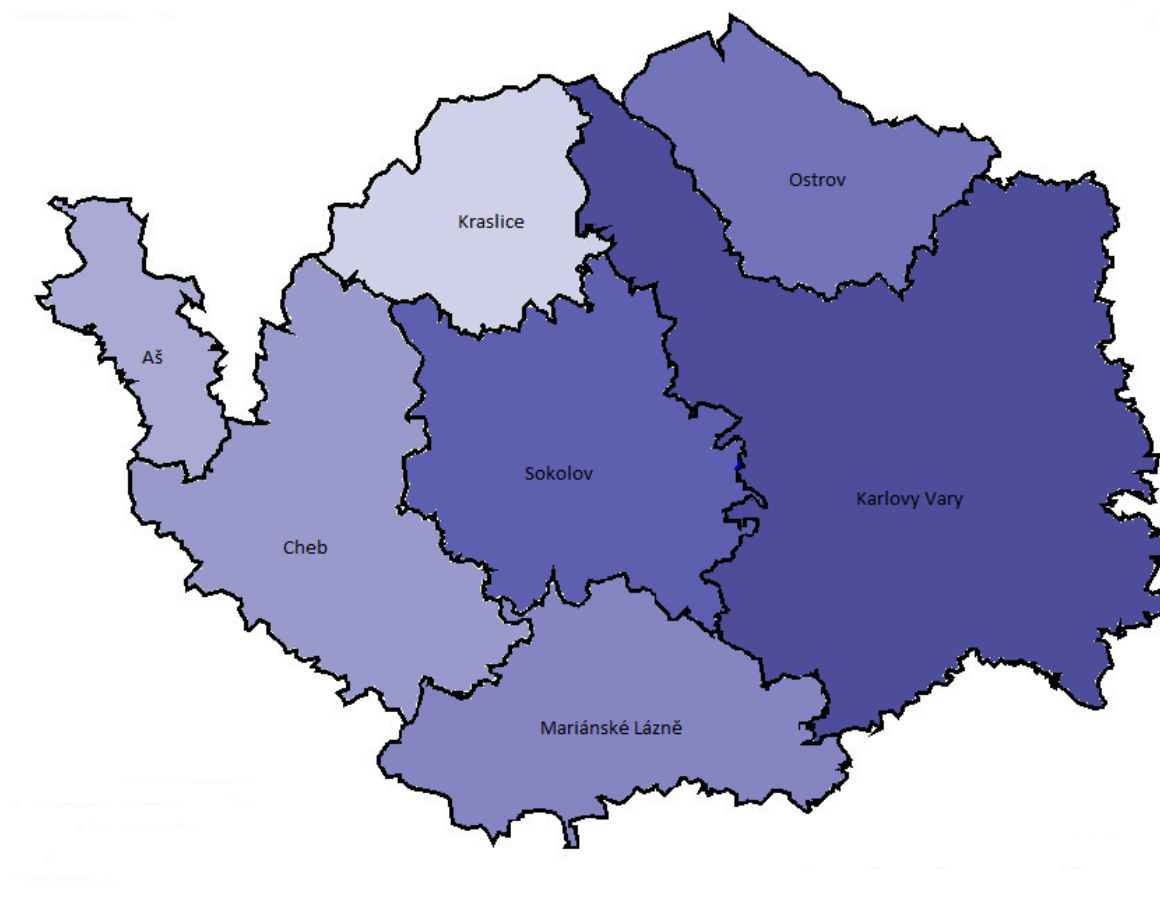 Ostrov
Kraslice
Aš
Sokolov
Karlovy Vary
Cheb
Mariánské Lázně